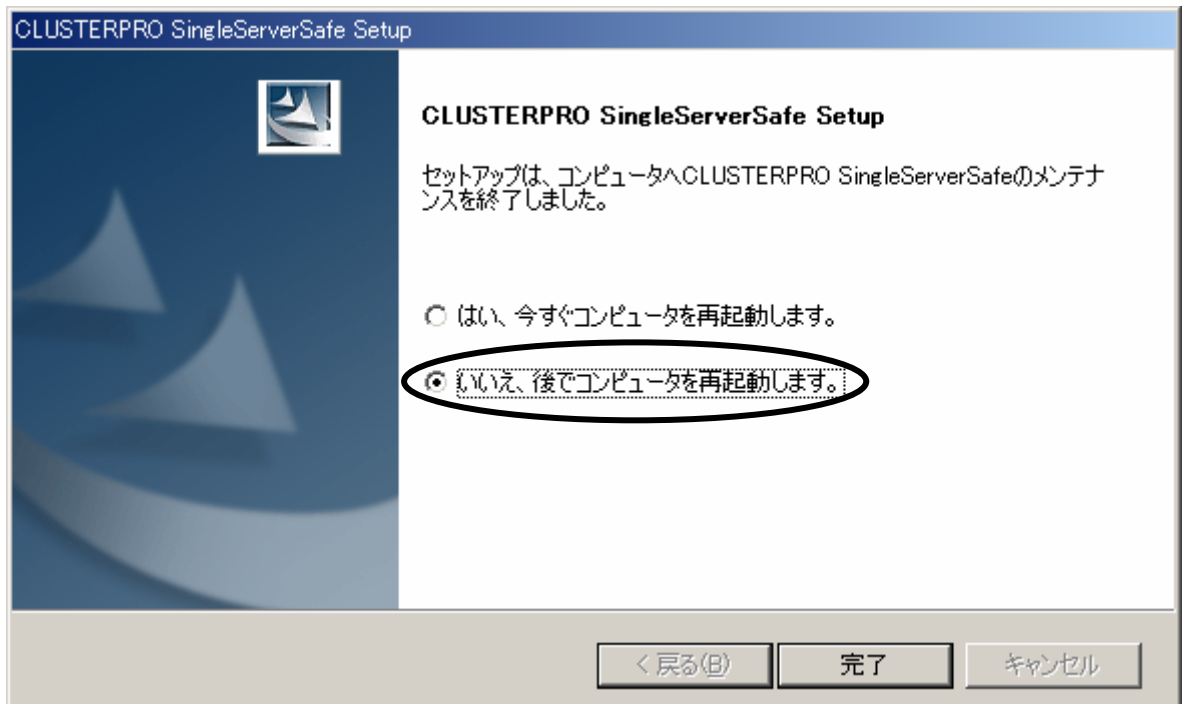 CLUSTERPRO SingleServerSafe Setup
CLUSTERPRO SingleServerSafe Setup
セットアップは、コンピュータへCLUSTERPRO SingleServerSafeのメンテナ
ンスを終了しました。
はい、今すぐコンピュータを再起動します。
いいえ、後でコンピュータを再起動します。
< 戻る(B)
完了
キャンセル